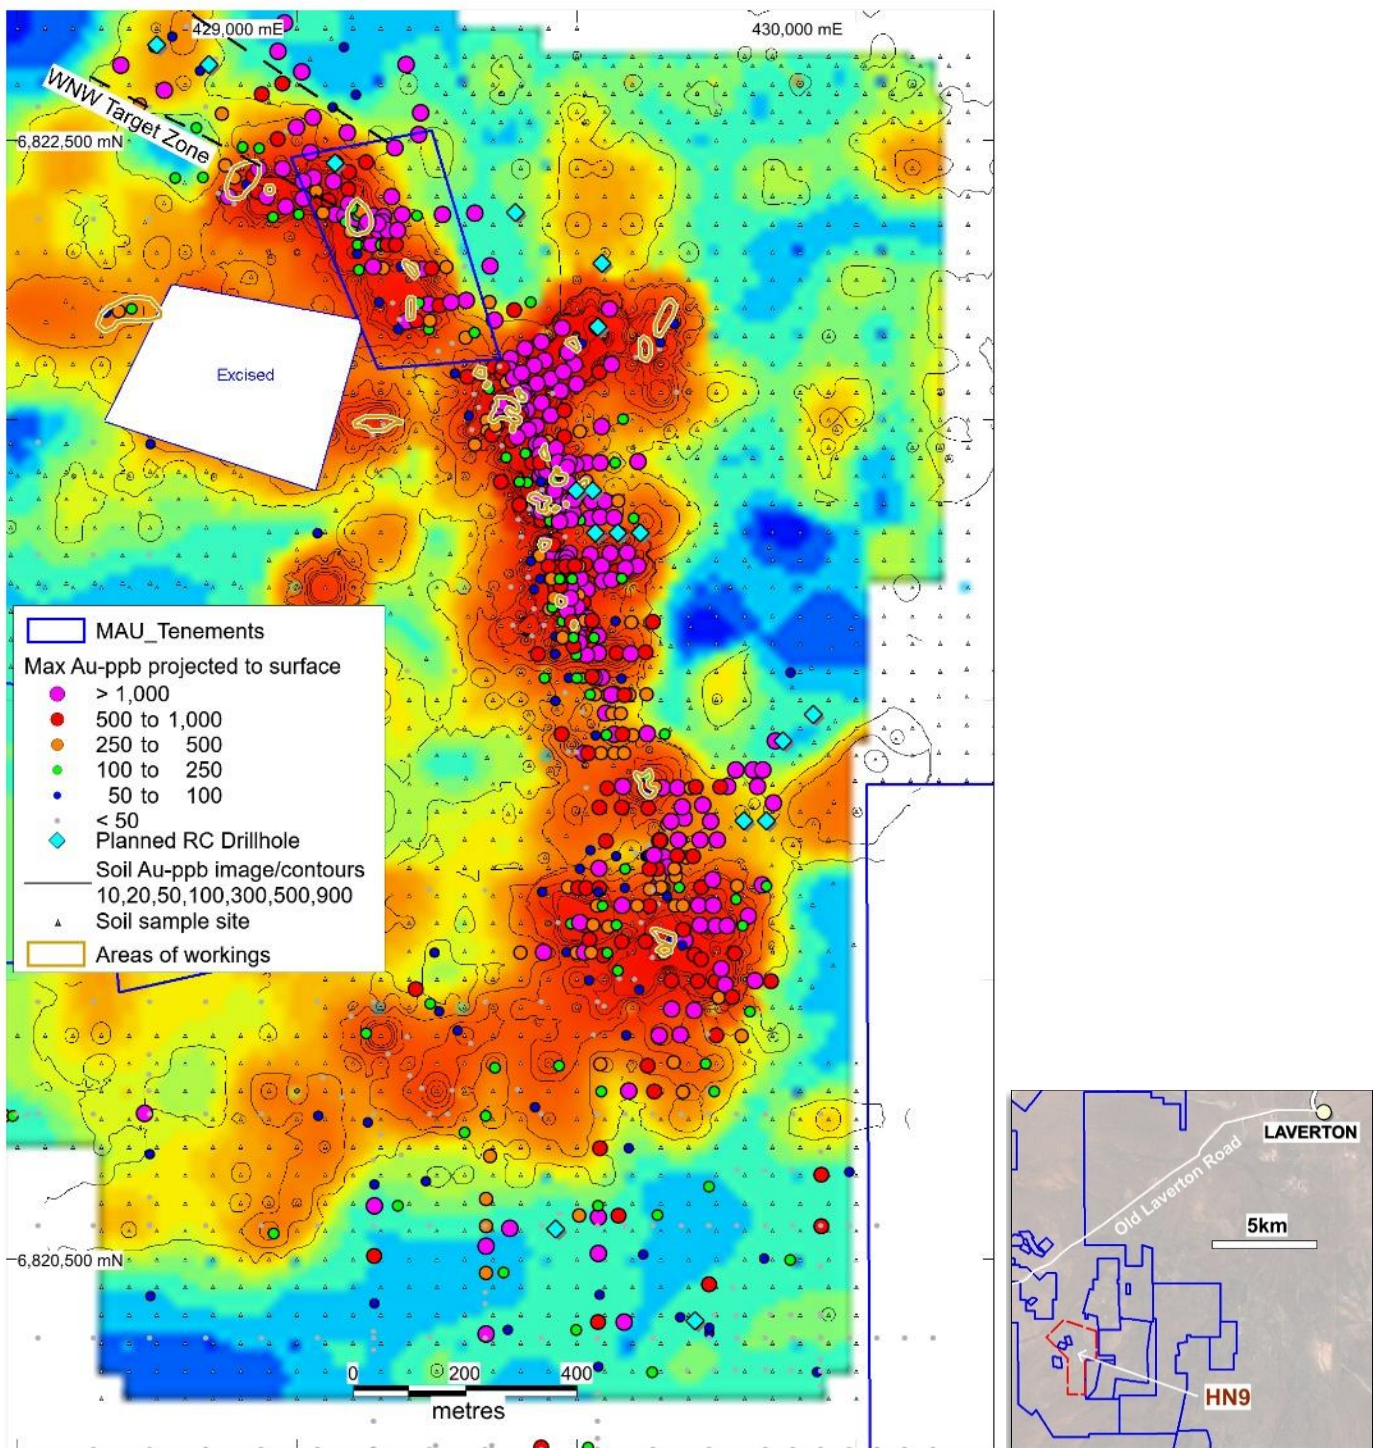 429,000 mE
430,000 mE
WNW Target Zone
6,822,500 mN
Excised
MAU_Tenements
Max Au-ppb projected to surface
> 1,000
500 to 1,000
250 to 500
100 to 250
50 to 100
< 50
Planned RC Drillhole
Soil Au-ppb image/contours
10,20,50,100,300,500,900
Soil sample site
Areas of workings
6,820,500 mN
0 200 400
metres
LAVERTON
Old Laverton Road
5km
HN9